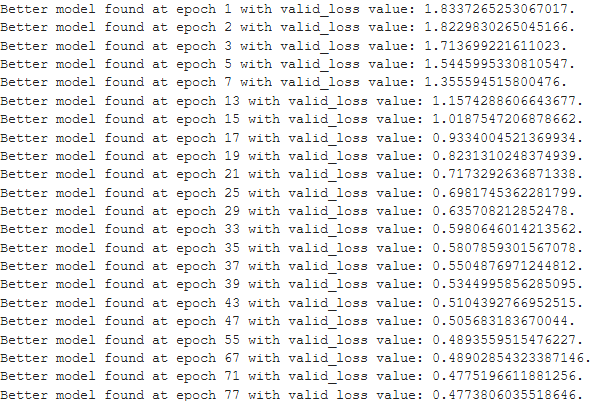 Better model found at epoch 1 with valid_loss value: 1.8337265253067017.
Better model found at epoch 2 with valid_loss value: 1.8229830265045166.
Better model found at epoch 3 with valid_loss value: 1.713699221611023.
Better model found at epoch 5 with valid_loss value: 1.5445995330810547.
Better model found at epoch 7 with valid_loss value: 1.355594515800476.
Better model found at epoch 13 with valid_loss value: 1.1574288606643677.
Better model found at epoch 15 with valid_loss value: 1.0187547206878662.
Better model found at epoch 17 with valid_loss value: 0.9334004521369934.
Better model found at epoch 19 with valid_loss value: 0.8231310248374939.
Better model found at epoch 21 with valid_loss value: 0.7173292636871338.
Better model found at epoch 25 with valid_loss value: 0.6981745362281799.
Better model found at epoch 29 with valid_loss value: 0.635708212852478.
Better model found at epoch 33 with valid_loss value: 0.5980646014213562.
Better model found at epoch 35 with valid_loss value: 0.5807859301567078.
Better model found at epoch 37 with valid_loss value: 0.5504876971244812.
Better model found at epoch 39 with valid_loss value: 0.5344995856285095.
Better model found at epoch 43 with valid_loss value: 0.5104392766952515.
Better model found at epoch 47 with valid_loss value: 0.505683183670044.
Better model found at epoch 55 with valid_loss value: 0.4893559515476227.
Better model found at epoch 67 with valid_loss value: 0.48902854323387146.
Better model found at epoch 71 with valid_loss value: 0.4775196611881256.
Better model found at epoch 77 with valid_loss value: 0.4773806035518646.